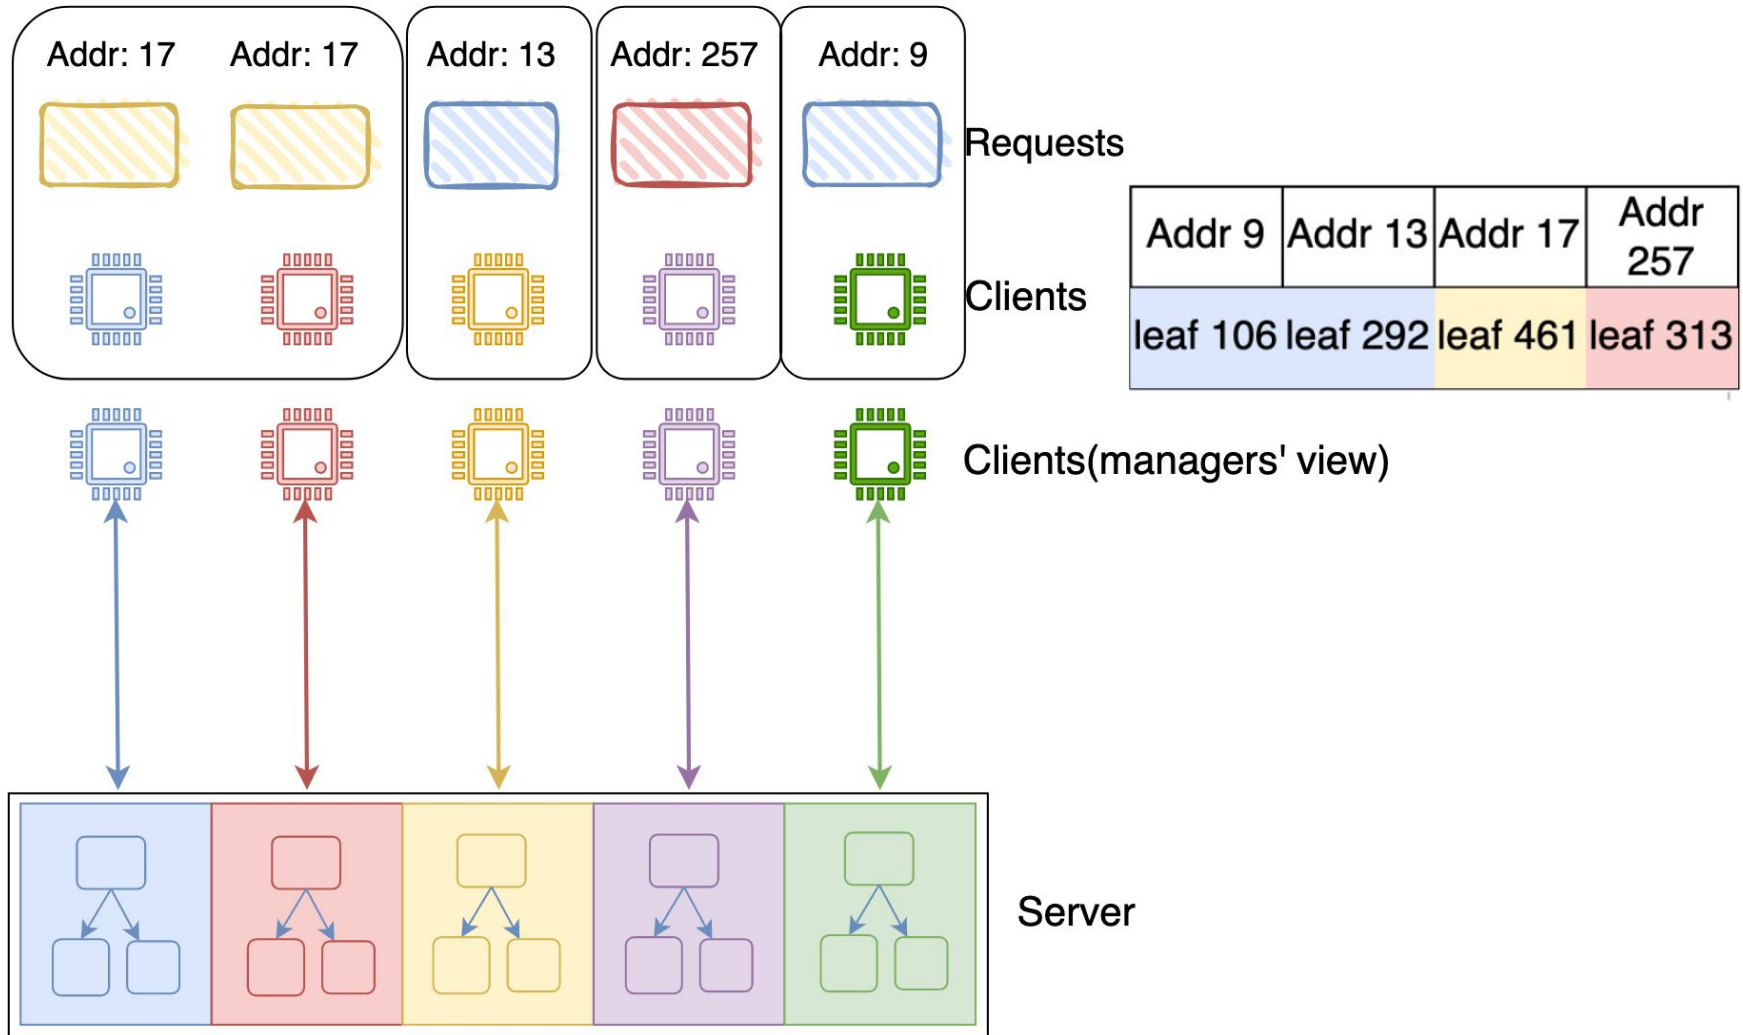 Addr: 17
Addr: 17
Addr: 13
Addr: 257
Addr: 9
Requests
Addr 9
Addr 13
Addr 17
Addr
257
Clients
leaf 106
leaf 292
leaf 461
leaf 313
Clients(managers' view)
Server